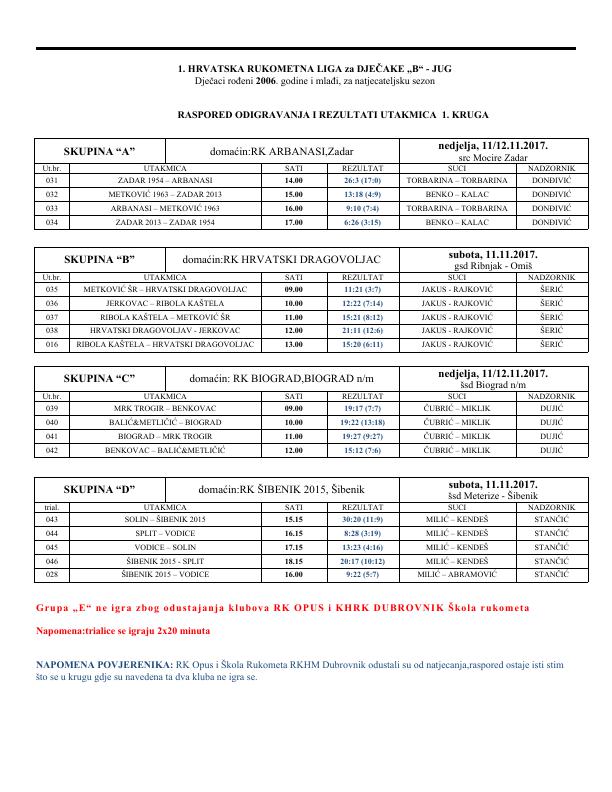 1. HRVATSKA RUKOMETNA LIGA za DJEČAKE „B“ - JUG
Dječaci rođeni 2006. godine i mlađi, za natjecateljsku sezon
RASPORED ODIGRAVANJA I REZULTATI UTAKMICA 1. KRUGA
SKUPINA “A” domaćin:RK ARBANASI,Zadar nedjelja, 11/12.11.2017.
src Mocire Zadar
Ut.br. UTAKMICA SATI REZULTAT SUCI NADZORNIK
031 ZADAR 1954 – ARBANASI 14.00 26:3 (17:0) TORBARINA – TORBARINA DONĐIVIĆ
032 METKOVIĆ 1963 – ZADAR 2013 15.00 13:18 (4:9) BENKO – KALAC DONĐIVIĆ
033 ARBANASI – METKOVIĆ 1963 16.00 9:10 (7:4) TORBARINA – TORBARINA DONĐIVIĆ
034 ZADAR 2013 – ZADAR 1954 17.00 6:26 (3:15) BENKO – KALAC DONĐIVIĆ
SKUPINA “B” domaćin:RK HRVATSKI DRAGOVOLJAC subota, 11.11.2017.
gsd Ribnjak - Omiš
Ut.br. UTAKMICA SATI REZULTAT SUCI NADZORNIK
035 METKOVIĆ ŠR – HRVATSKI DRAGOVOLJAC 09.00 11:21 (3:7) JAKUS - RAJKOVIĆ ŠERIĆ
036 JERKOVAC – RIBOLA KAŠTELA 10.00 12:22 (7:14) JAKUS - RAJKOVIĆ ŠERIĆ
037 RIBOLA KAŠTELA – METKOVIĆ ŠR 11.00 15:21 (8:12) JAKUS - RAJKOVIĆ ŠERIĆ
038 HRVATSKI DRAGOVOLJAV - JERKOVAC 12.00 21:11 (12:6) JAKUS - RAJKOVIĆ ŠERIĆ
016 RIBOLA KAŠTELA – HRVATSKI DRAGOVOLJAC 13.00 15:20 (6:11) JAKUS - RAJKOVIĆ ŠERIĆ
SKUPINA “C” domaćin: RK BIOGRAD,BIOGRAD n/m nedjelja, 11/12.11.2017.
šsd Biograd n/m
Ut.br. UTAKMICA SATI REZULTAT SUCI NADZORNIK
039 MRK TROGIR – BENKOVAC 09.00 19:17 (7:7) ČUBRIĆ – MIKLIK DUJIĆ
040 BALIĆ&METLIČIĆ – BIOGRAD 10.00 19:22 (13:18) ČUBRIĆ – MIKLIK DUJIĆ
041 BIOGRAD – MRK TROGIR 11.00 19:27 (9:27) ČUBRIĆ – MIKLIK DUJIĆ
042 BENKOVAC – BALIĆ&METLIČIĆ 12.00 15:12 (7:6) ČUBRIĆ – MIKLIK DUJIĆ
SKUPINA “D” domaćin:RK ŠIBENIK 2015, Šibenik subota, 11.11.2017.
šsd Meterize - Šibenik
trial. UTAKMICA SATI REZULTAT SUCI NADZORNIK
043 SOLIN – ŠIBENIK 2015 15.15 30:20 (11:9) MILIĆ – KENDEŠ STANČIĆ
044 SPLIT – VODICE 16.15 8:28 (3:19) MILIĆ – KENDEŠ STANČIĆ
045 VODICE – SOLIN 17.15 13:23 (4:16) MILIĆ – KENDEŠ STANČIĆ
046 ŠIBENIK 2015 - SPLIT 18.15 20:17 (10:12) MILIĆ – KENDEŠ STANČIĆ
028 ŠIBENIK 2015 – VODICE 16.00 9:22 (5:7) MILIĆ – ABRAMOVIĆ STANČIĆ
Grupa „E“ ne igra zbog odustajanja klubova RK OPUS i KHRK DUBROVNIK Škola rukometa
Napomena:trialice se igraju 2x20 minuta
NAPOMENA POVJERENIKA: RK Opus i Škola Rukometa RKHM Dubrovnik odustali su od natjecanja,raspored ostaje isti stim
što se u krugu gdje su navedena ta dva kluba ne igra se.